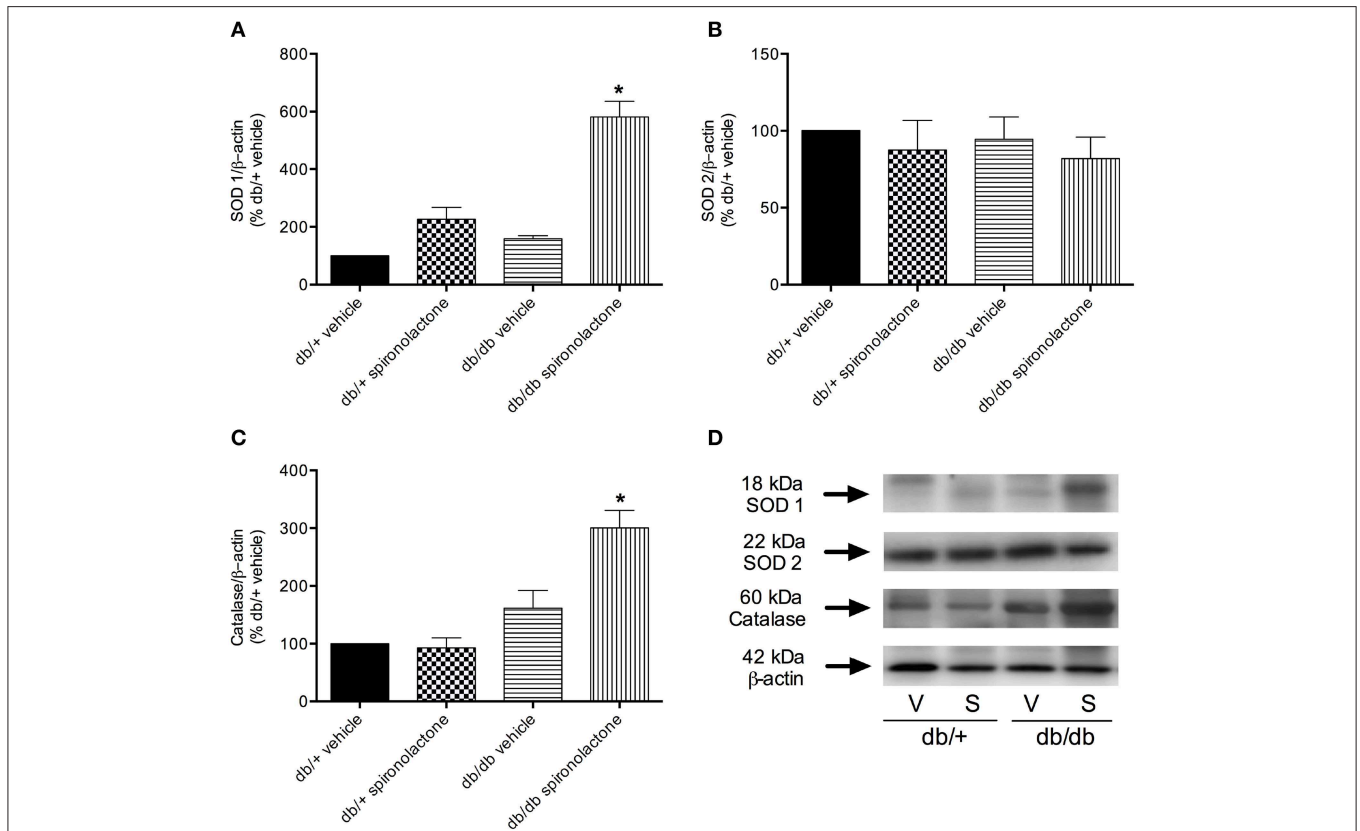 A
SOD 1/β−actin
(% db/+ vehicle)
800
600
400
200
0
*
db/+ vehicle
db/+ spironolactone
db/db vehicle
db/db spironolactone
B
SOD 2/β−actin
(% db/+ vehicle)
150
100
50
0
db/+ vehicle
db/+ spironolactone
db/db vehicle
db/db spironolactone
C
Catalase/β−actin
(% db/+ vehicle)
400
300
200
100
0
*
db/+ vehicle
db/+ spironolactone
db/db vehicle
db/db spironolactone
D
18 kDa
SOD 1
22 kDa
SOD 2
60 kDa
Catalase
42 kDa
β-actin
V S V S
db/+ db/db